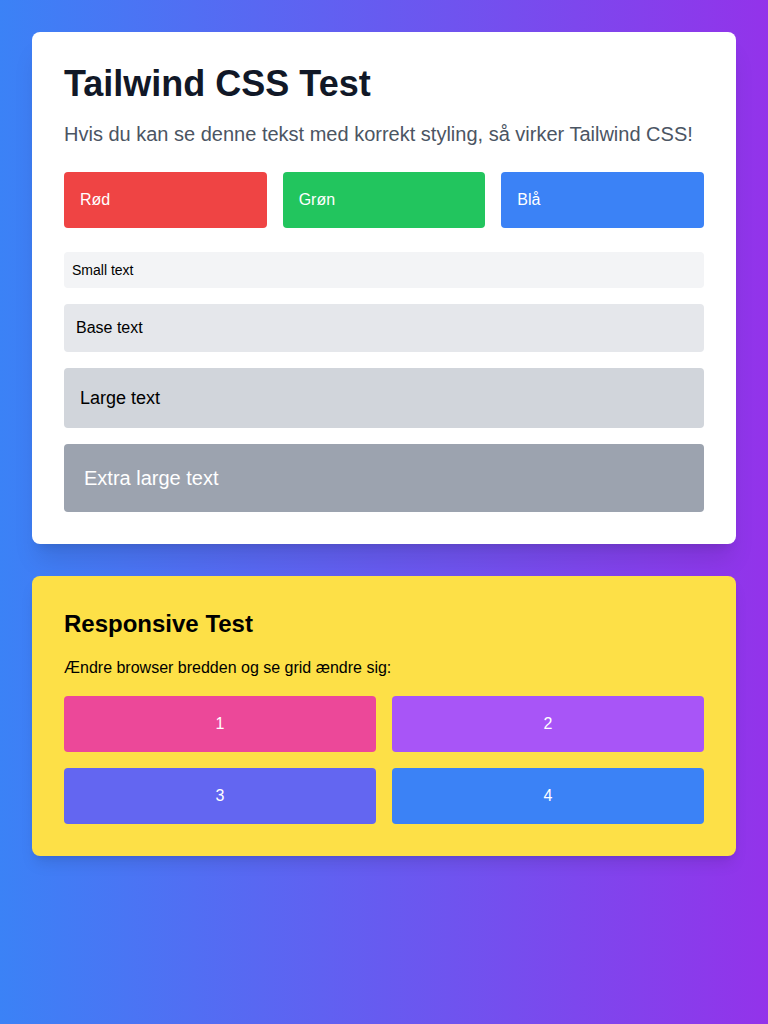 Tailwind CSS Test
Hvis du kan se denne tekst med korrekt styling, så virker Tailwind CSS!
Rød
Grøn
Blå
Small text
Base text
Large text
Extra large text
Responsive Test
Ændre browser bredden og se grid ændre sig:
1
2
3
4